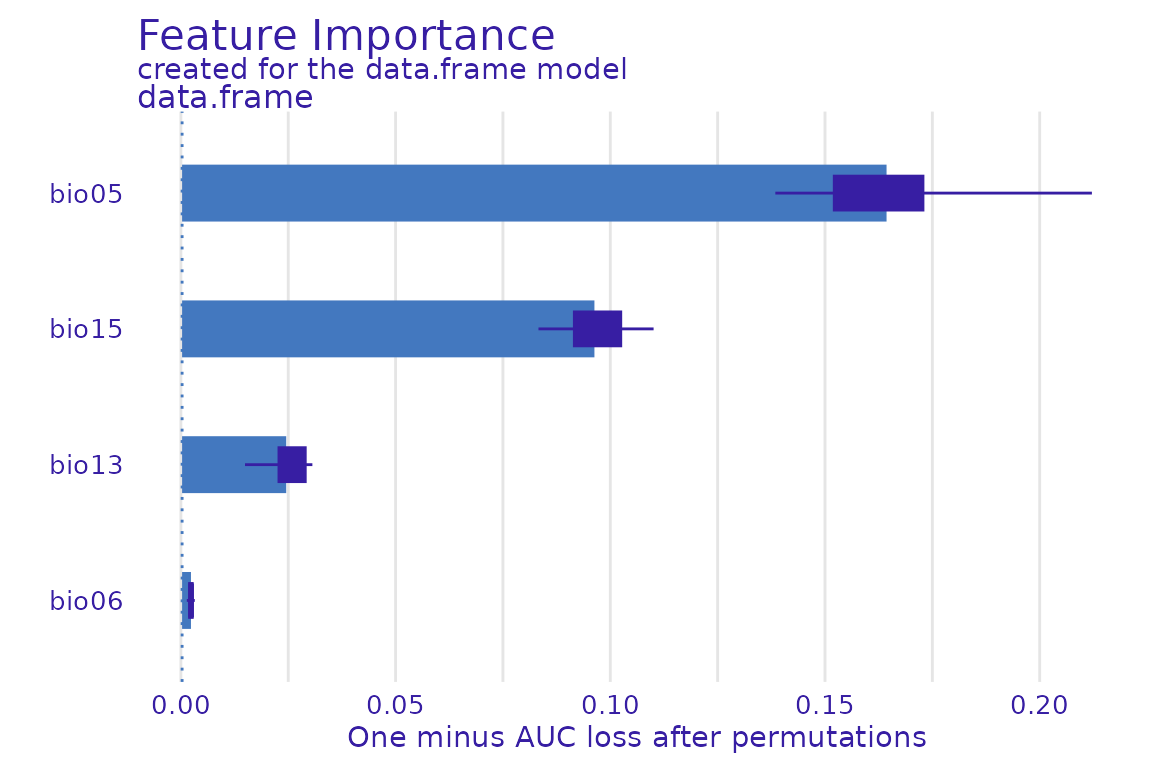 Feature Importance
created for the data.frame model
data.frame
bio05
bio15
bio13
bio06
0.00 0.05 0.10 0.15 0.20
One minus AUC loss after permutations